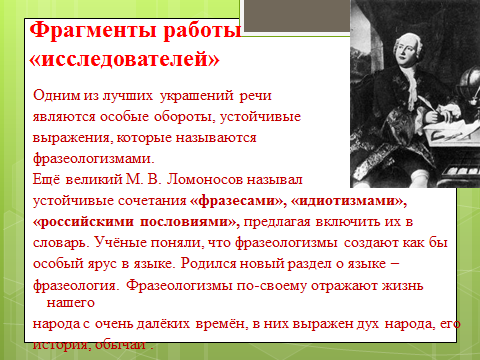 Фрагменты работы
«исследователей»
Одним из лучших украшений речи
являются особые обороты, устойчивые
выражения, которые называются
фразеологизмами.
Ещё великий М. В. Ломоносов называл
устойчивые сочетания «фразесами», «идиотизмами»,
«российскими пословиями», предлагая включить их в
словарь. Учёные поняли, что фразеологизмы создают как бы
особый ярус в языке. Родился новый раздел о языке –
фразеология. Фразеологизмы по-своему отражают жизнь
нашего
народа с очень далёких времён, в них выражен дух народа, его
история, обычаи .